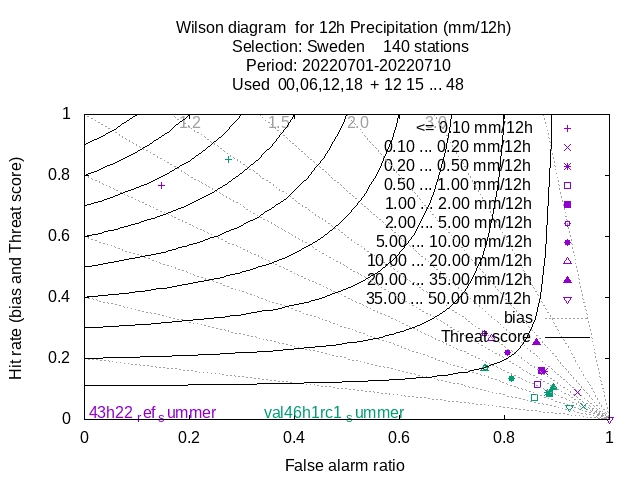 Wilson diagram for 12h Precipitation (mm/12h)
Selection: Sweden 140 stations
Period: 20220701-20220710
Used 00,06,12,18 + 12 15 ... 48
1.2 1.5 2.0 3.0
<= 0.10 mm/12h
0.10 ... 0.20 mm/12h
0.20 ... 0.50 mm/12h
0.50 ... 1.00 mm/12h
1.00 ... 2.00 mm/12h
2.00 ... 5.00 mm/12h
5.00 ... 10.00 mm/12h
10.00 ... 20.00 mm/12h
20.00 ... 35.00 mm/12h
35.00 ... 50.00 mm/12h
bias
Threat score
1
0.8
0.6
0.4
0.2
0
Hit rate (bias and Threat score)
43h22_ref_summer val46h1rc1_summer
0 0.2 0.4 0.6 0.8 1
False alarm ratio